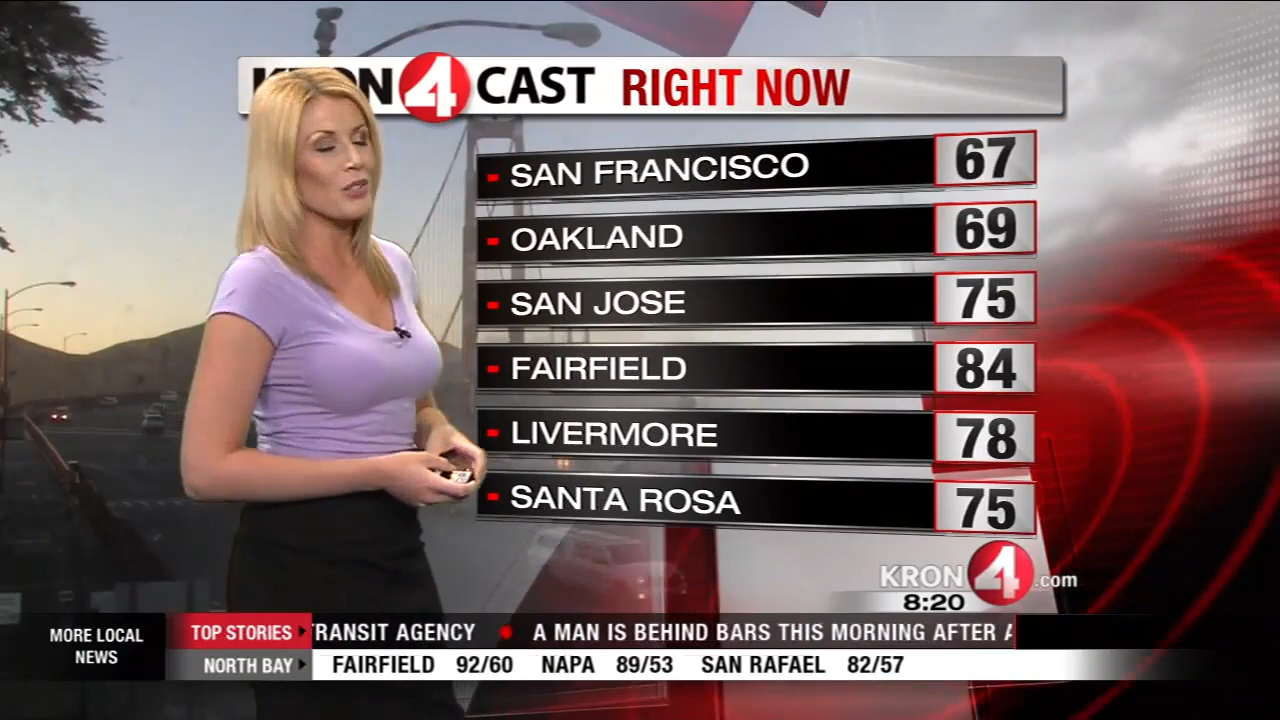 KRON 4 CAST RIGHT NOW
SAN FRANCISCO 67
OAKLAND 69
SAN JOSE 75
FAIRFIELD 84
LIVERMORE 78
SANTA ROSA 75
KRON 4 .com
8:20
MORE LOCAL NEWS
TOP STORIES TRANSIT AGENCY • A MAN IS BEHIND BARS THIS MORNING AFTER
NORTH BAY FAIRFIELD 92/60 NAPA 89/53 SAN RAFAEL 82/57